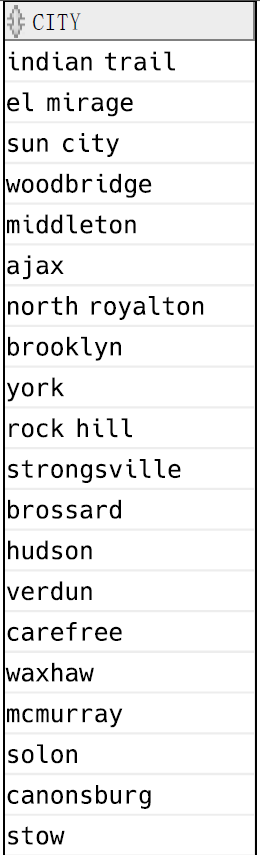 CITY
indian trail
el mirage
sun city
woodbridge
middleton
ajax
north royalton
brooklyn
york
rock hill
strongsville
brossard
hudson
verdun
carefree
waxhaw
mcmurray
solon
canonsburg
stow